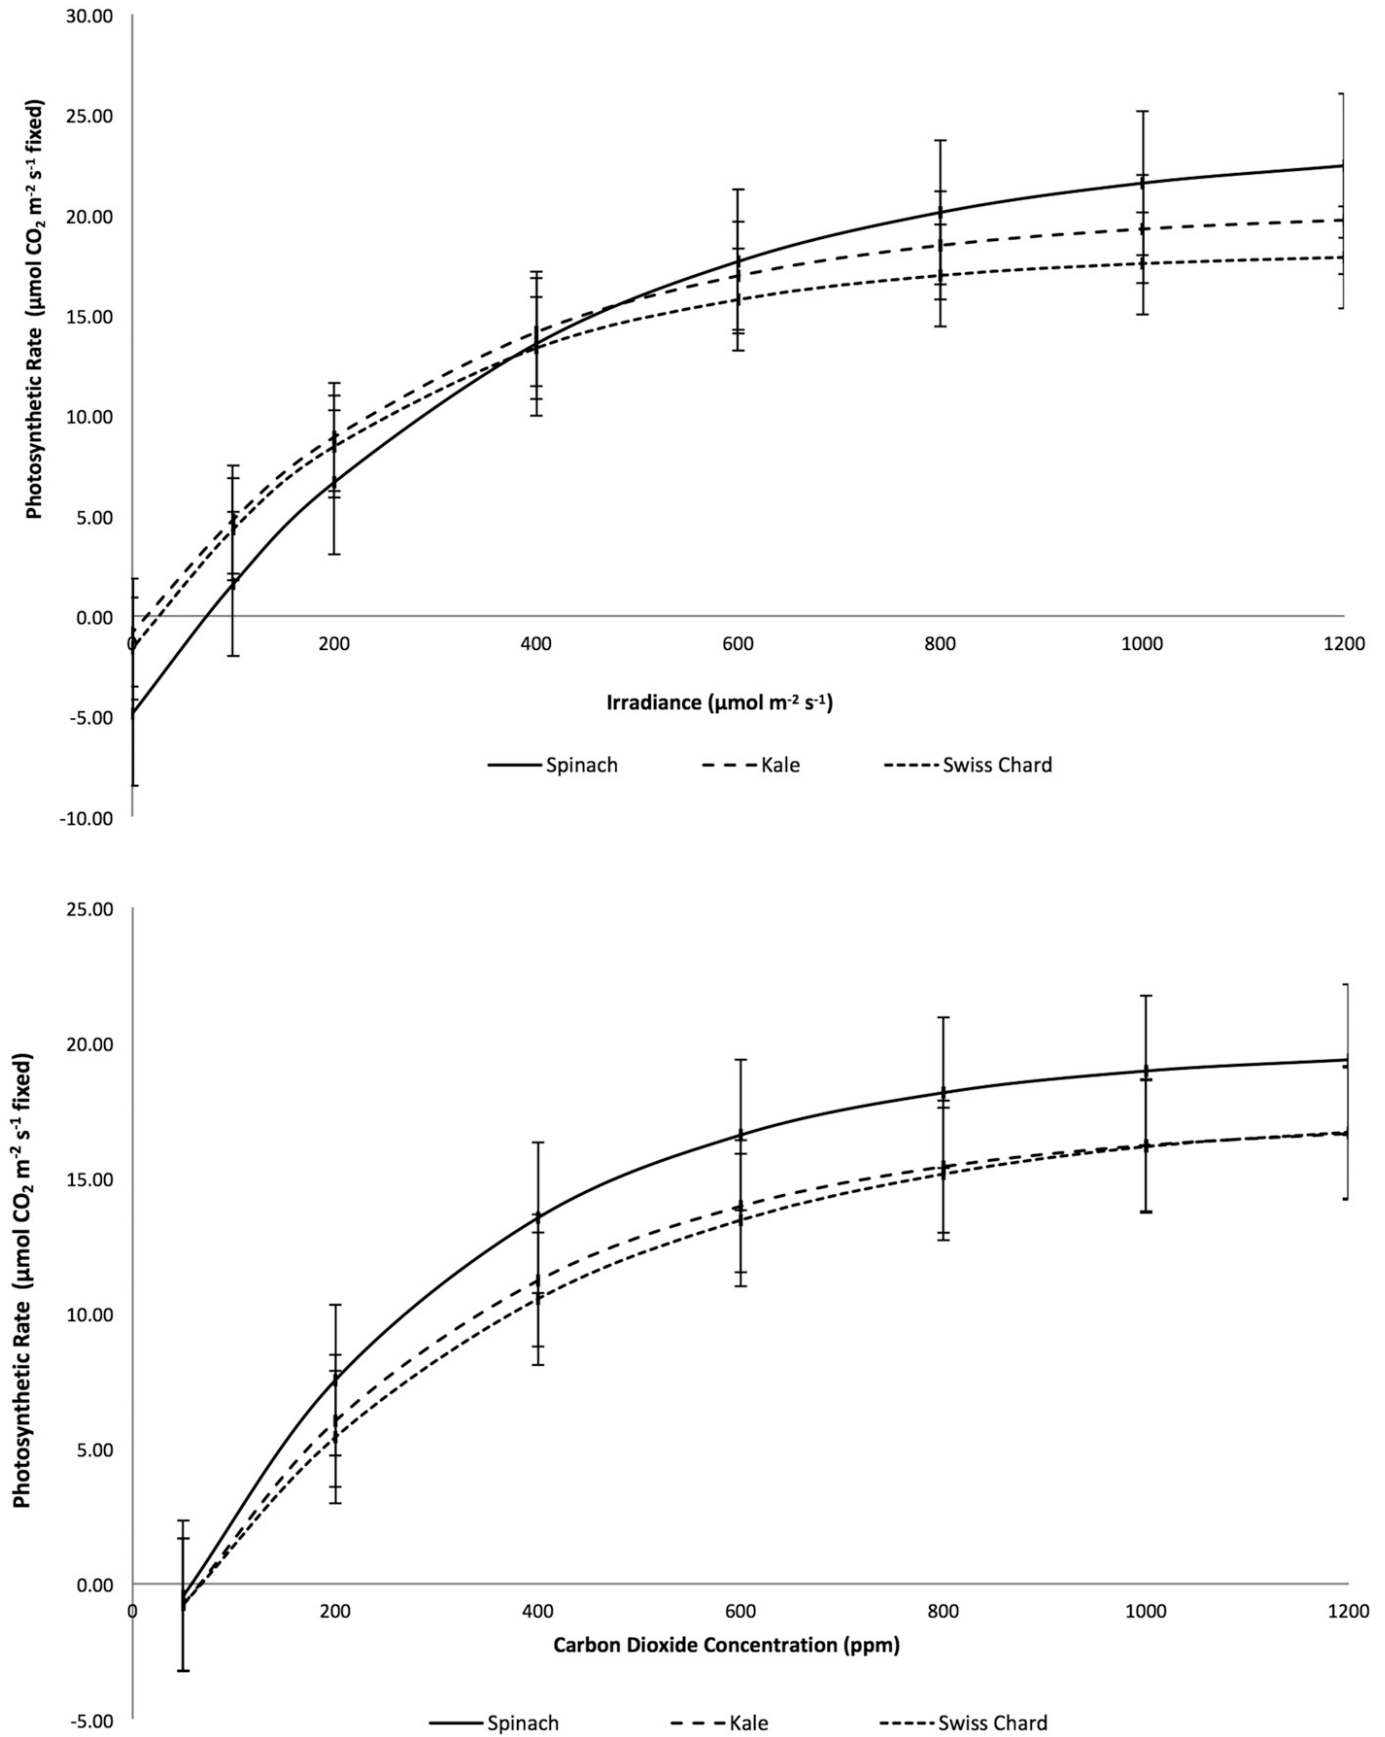 30.00
25.00
20.00
15.00
10.00
5.00
0.00
-5.00
-10.00
Photosynthetic Rate (µmol CO₂ m⁻² s⁻¹ fixed)
0 200 400 600 800 1000 1200
Irradiance (µmol m⁻² s⁻¹)
Spinach Kale Swiss Chard
25.00
20.00
15.00
10.00
5.00
0.00
-5.00
Photosynthetic Rate (µmol CO₂ m⁻² s⁻¹ fixed)
0 200 400 600 800 1000 1200
Carbon Dioxide Concentration (ppm)
Spinach Kale Swiss Chard